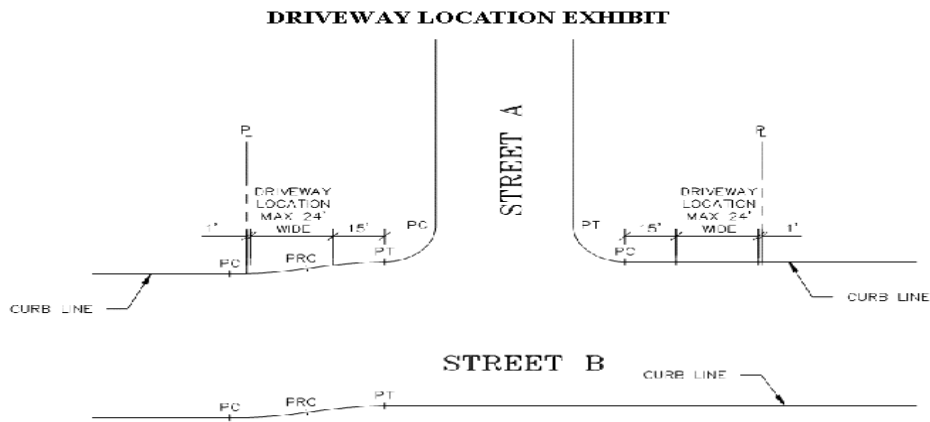 DRIVEWAY LOCATION EXHIBIT
STREET A
P̲L
P̲L
DRIVEWAY
LOCATION
MAX 24'
WIDE
DRIVEWAY
LOCATION
MAX 24'
WIDE
1'
15'
PC
PT
15'
1'
PC
PRC
PT
PC
CURB LINE
CURB LINE
STREET B
CURB LINE
PC
PRC
PT